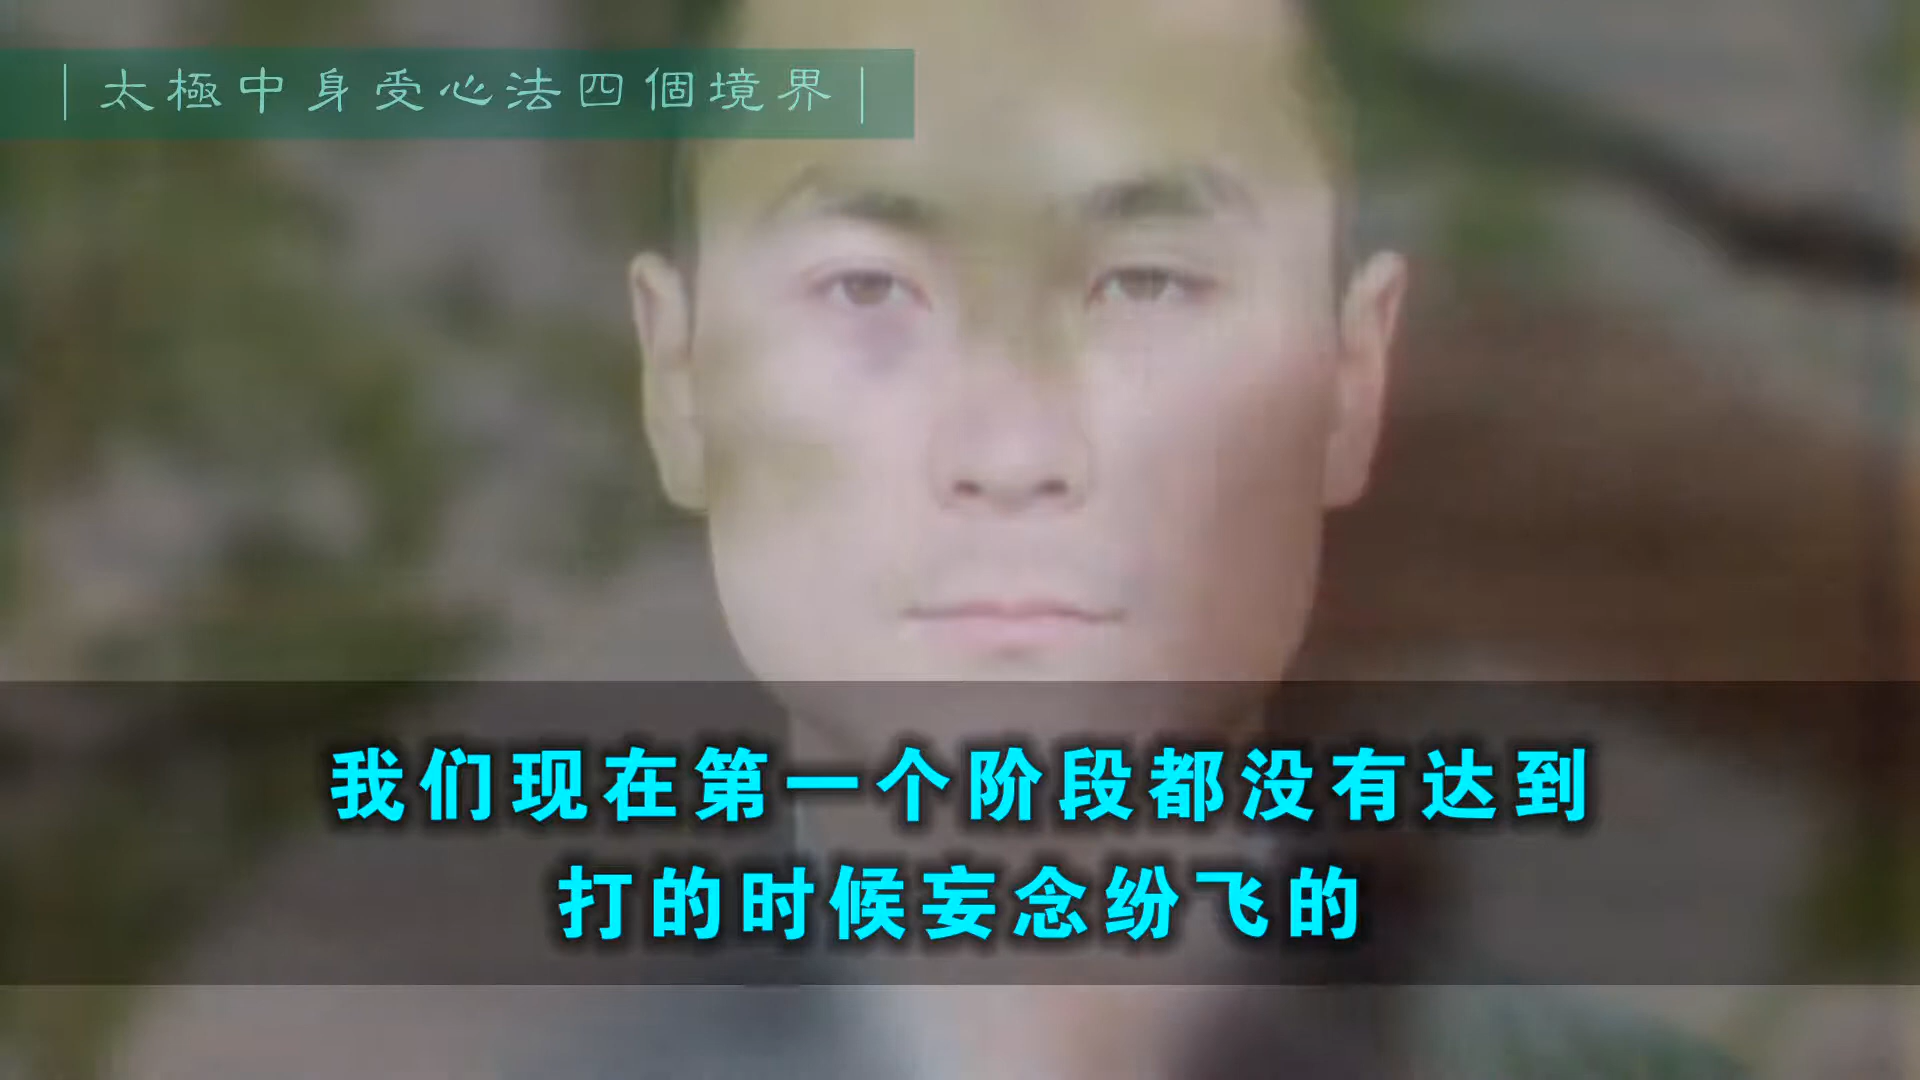 太極中身受心法四個境界
我们现在第一个阶段都没有达到
打的时候妄念纷飞的